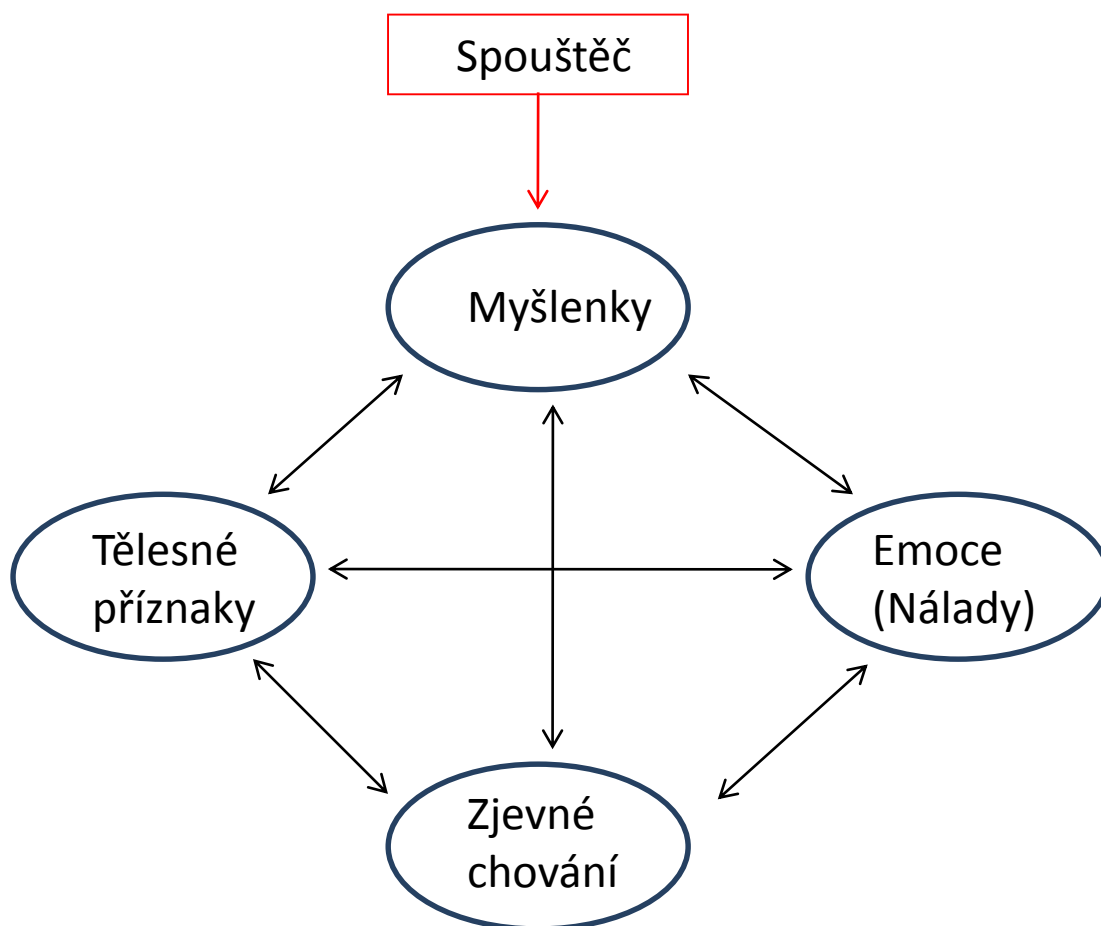 Spouštěč
Myšlenky
Tělesné
příznaky
Emoce
(Nálady)
Zjevné
chování